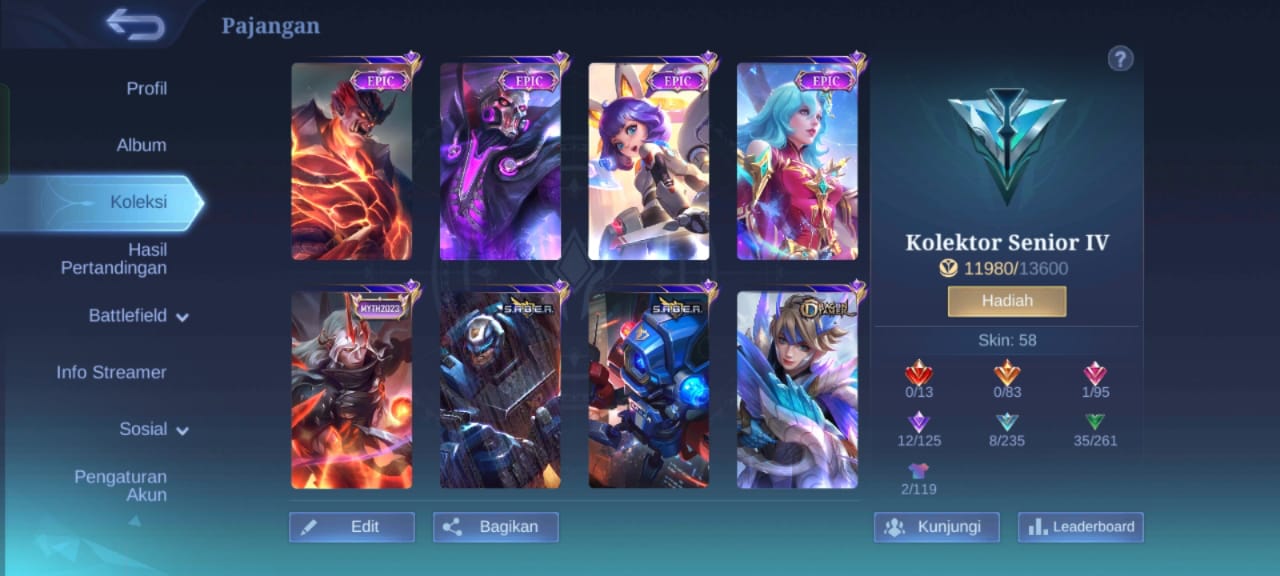 Pajangan
Profil
Album
Koleksi
Hasil
Pertandingan
Battlefield
Info Streamer
Sosial
Pengaturan
Akun
EPIC
EPIC
EPIC
EPIC
MYTH2023
S.A.B.E.R.
S.A.B.E.R.
Edit
Bagikan
?
Kolektor Senior IV
11980/13600
Hadiah
Skin: 58
0/13
0/83
1/95
12/125
8/235
35/261
2/119
Kunjungi
Leaderboard